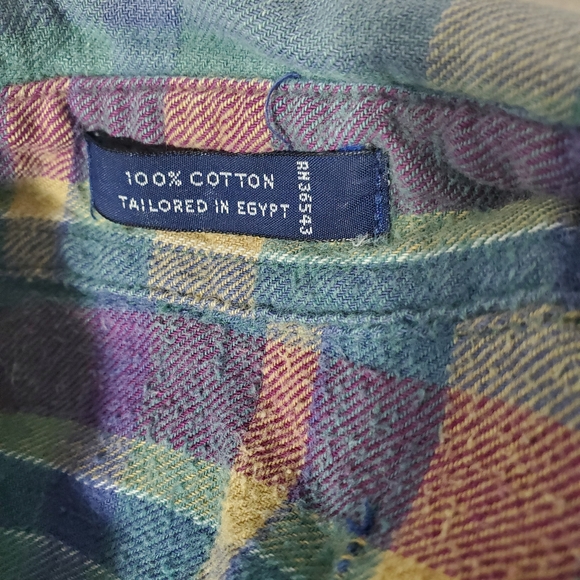 100% COTTON
TAILORED IN EGYPT
RN36543